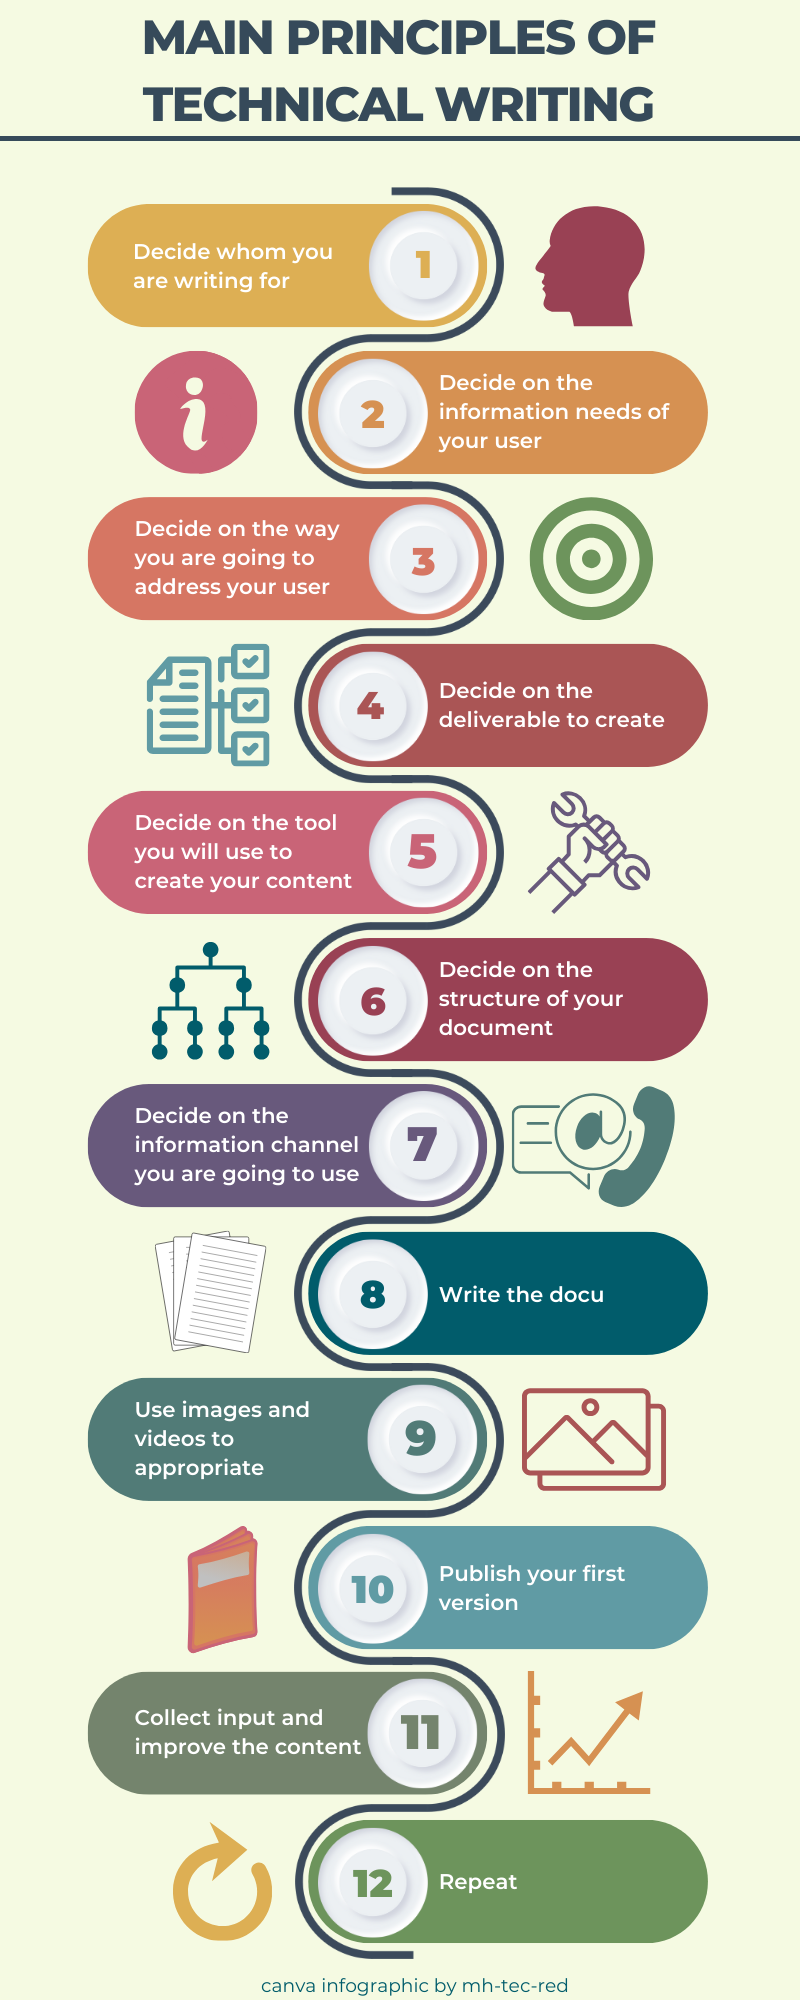 MAIN PRINCIPLES OF
TECHNICAL WRITING
Decide whom you
are writing for
1
i
2
Decide on the
information needs of
your user
Decide on the way
you are going to
address your user
3
4
Decide on the
deliverable to create
Decide on the tool
you will use to
create your content
5
6
Decide on the
structure of your
document
Decide on the
information channel
you are going to use
7
@
8
Write the docu
Use images and
videos to
appropriate
9
10
Publish your first
version
Collect input and
improve the content
11
12
Repeat
canva infographic by mh-tec-red